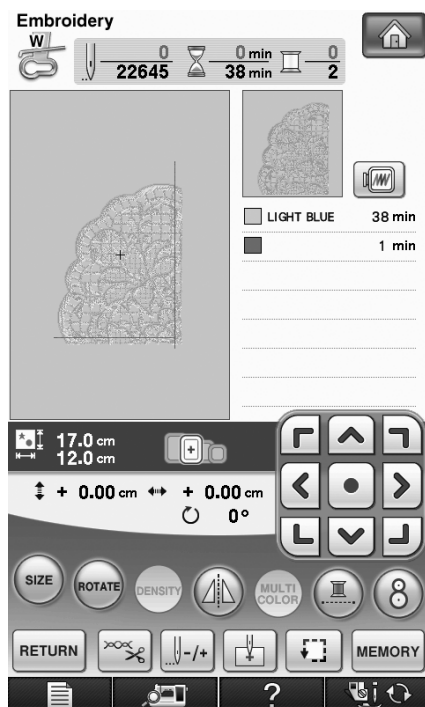 Embroidery
W
0 0 min 0
22645 38 min 2
LIGHT BLUE 38 min
1 min
17.0 cm
12.0 cm
+ 0.00 cm + 0.00 cm
0°
SIZE ROTATE DENSITY MULTI COLOR 8
RETURN -/+ MEMORY
?